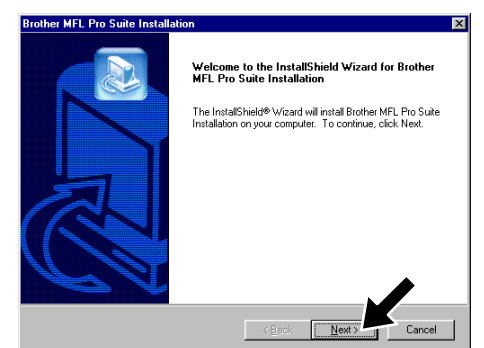 Brother MFL Pro Suite Installation
Welcome to the InstallShield Wizard for Brother
MFL Pro Suite Installation
The InstallShield® Wizard will install Brother MFL Pro Suite
Installation on your computer. To continue, click Next.
< Back
Next >
Cancel